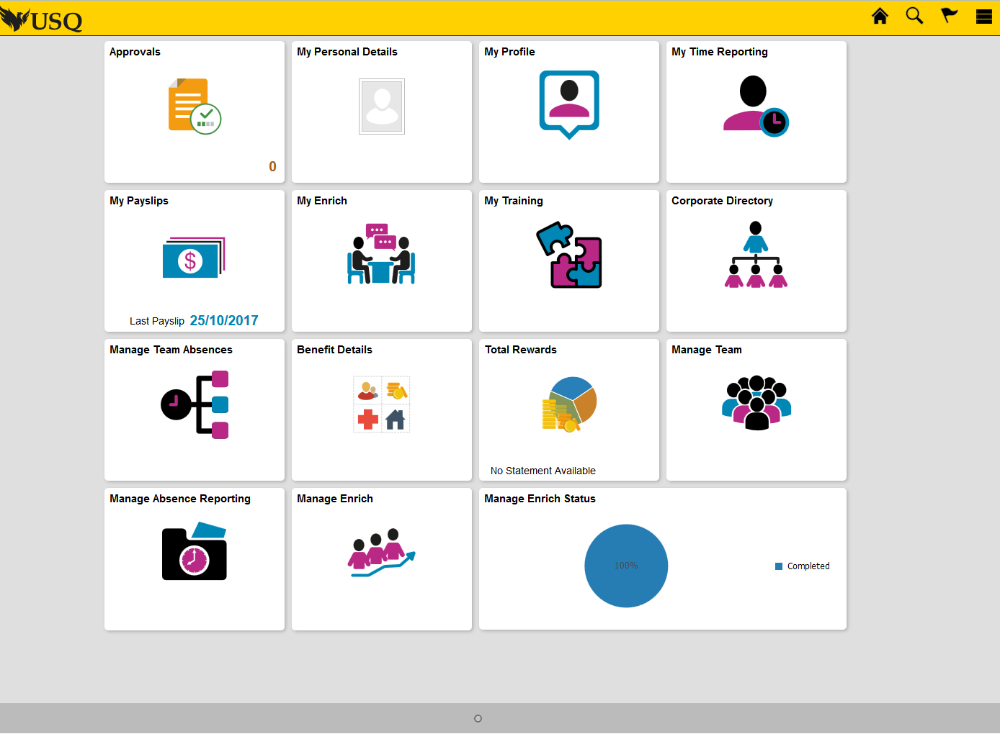 USQ
Approvals
My Personal Details
My Profile
My Time Reporting
0
My Payslips
My Enrich
My Training
Corporate Directory
$
Last Payslip 25/10/2017
Manage Team Absences
Benefit Details
Total Rewards
Manage Team
No Statement Available
Manage Absence Reporting
Manage Enrich
Manage Enrich Status
100%
Completed